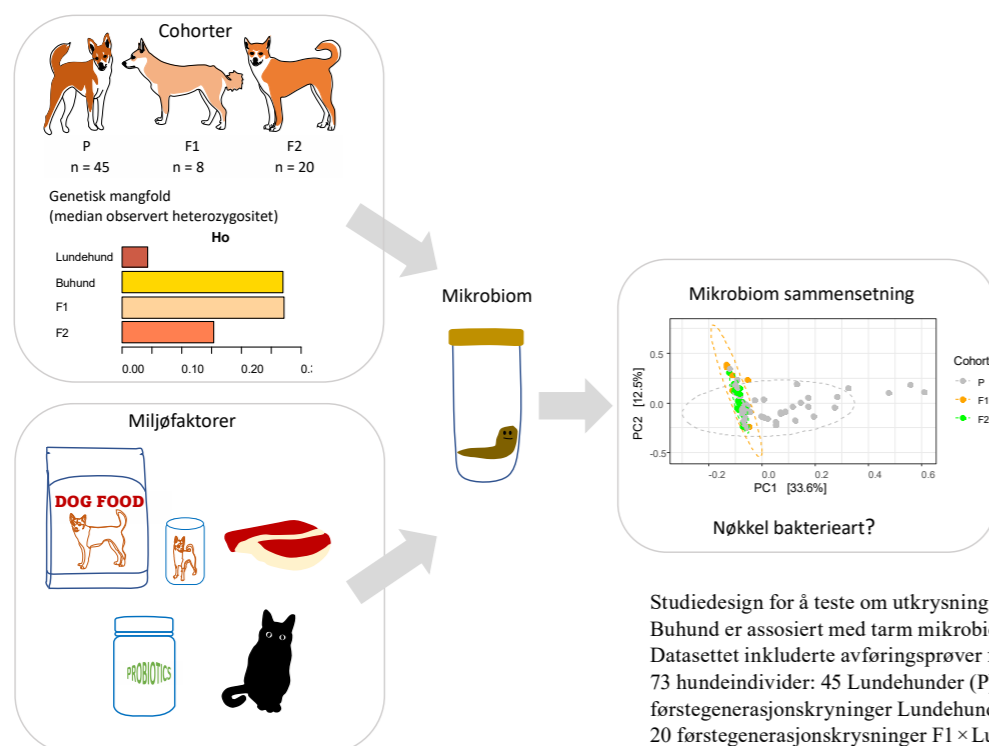 Cohorter
P
F1
F2
n = 45
n = 8
n = 20
Genetisk mangfold
(median observert heterozygositet)
Ho
Lundehund
Buhund
F1
F2
0.00
0.10
0.20
Miljøfaktorer
DOG FOOD
PROBIOTICS
Mikrobiom
Mikrobiom sammensetning
PC2 [12.5%]
0.5
0.0
-0.5
-0.2
0.0
0.2
0.4
0.6
PC1 [33.6%]
Cohort
P
F1
F2
Nøkkel bakterieart?
Studiedesign for å teste om utkrysning
Buhund er assosiert med tarm
Datasettet inkluderte avføringsprøver
73 hundeindivider: 45 Lundehunder (P
førstegenerasjonskryninger
20 førstegenerasjonskrysninger F1 ×